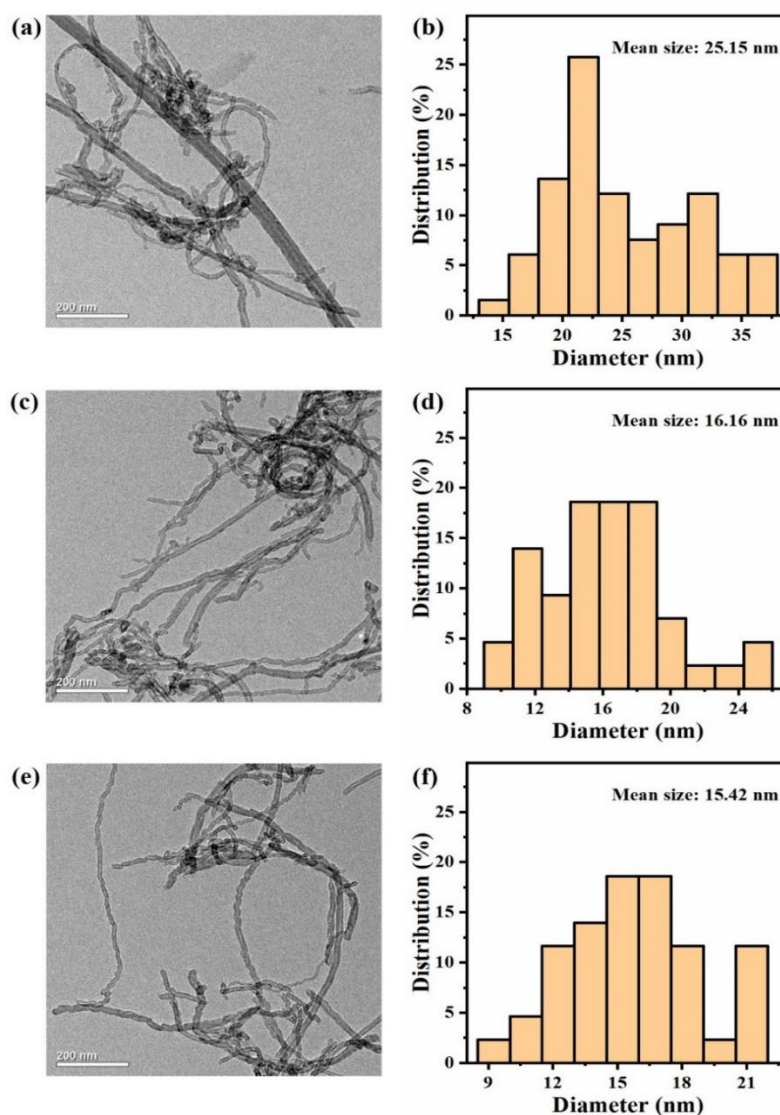 (a)
200 nm
(b)
Mean size: 25.15 nm
Distribution (%)
25
20
15
10
5
0
15 20 25 30 35
Diameter (nm)
(c)
200 nm
(d)
Mean size: 16.16 nm
Distribution (%)
25
20
15
10
5
0
8 12 16 20 24
Diameter (nm)
(e)
200 nm
(f)
Mean size: 15.42 nm
Distribution (%)
25
20
15
10
5
0
9 12 15 18 21
Diameter (nm)